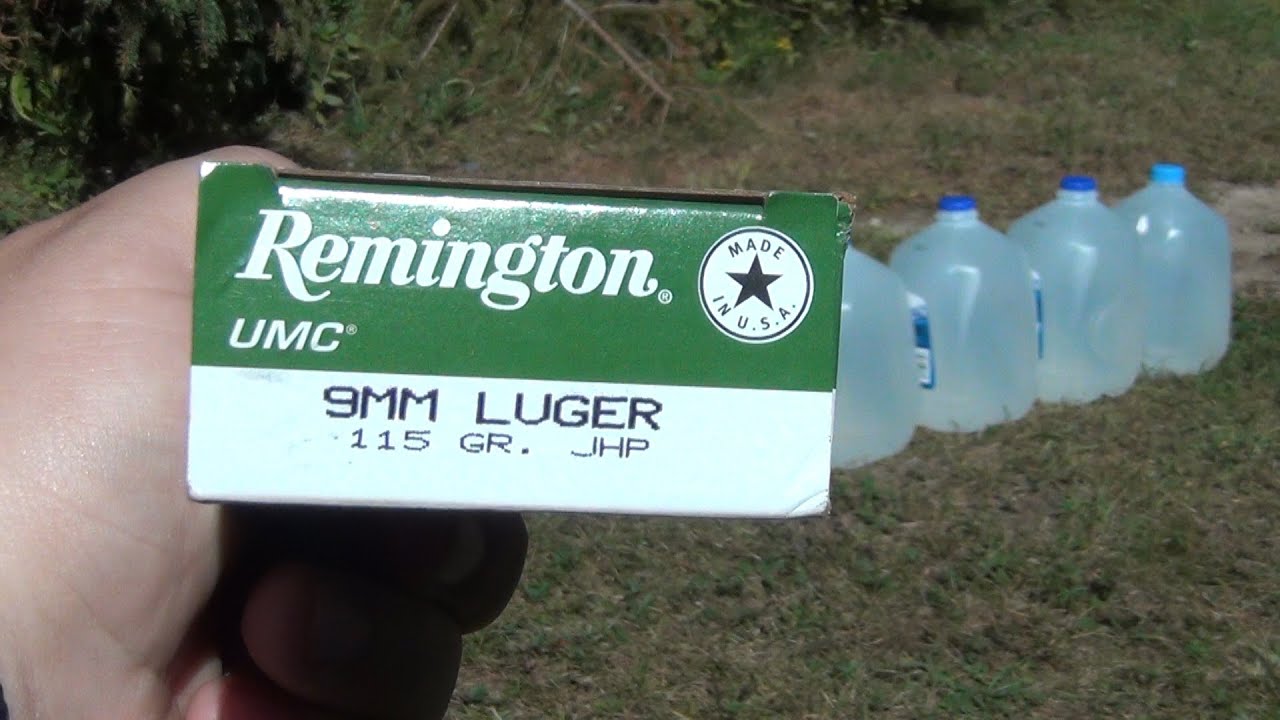 Remington®
MADE
IN U.S.A.
UMC®
9MM LUGER
115 GR. JHP